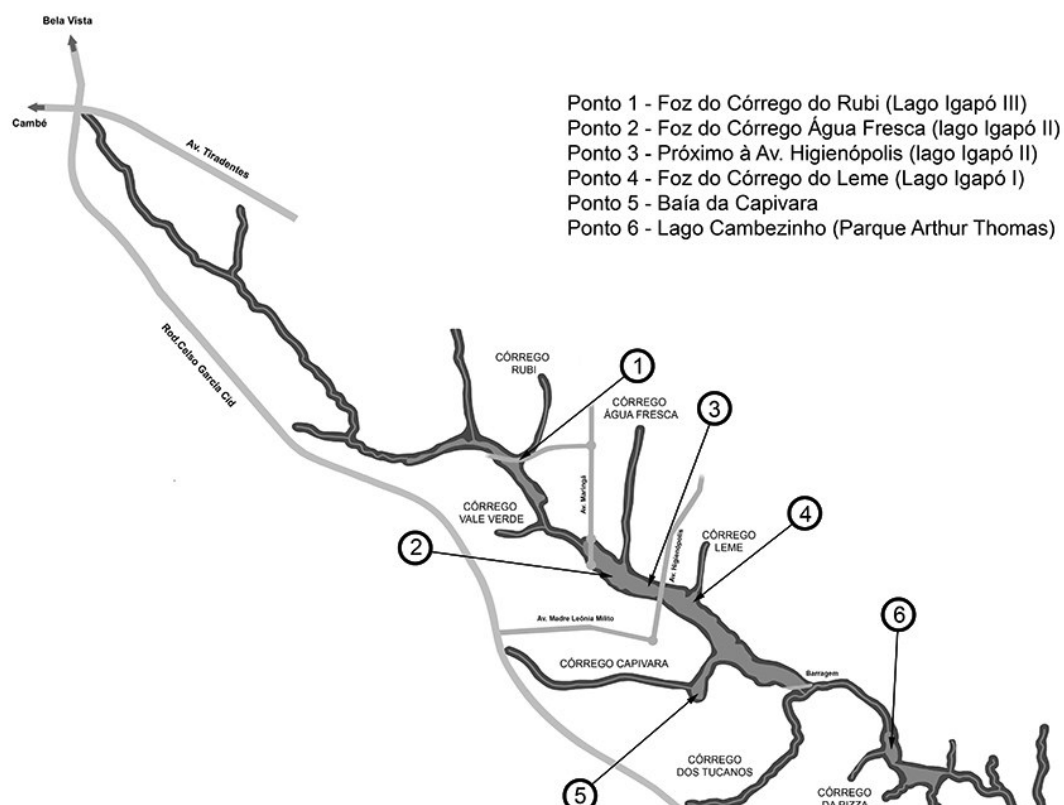 Bela Vista
Cambé
Av. Tiradentes
Ponto 1 - Foz do Córrego do Rubi (Lago Igapó III)
Ponto 2 - Foz do Córrego Água Fresca (lago Igapó II)
Ponto 3 - Próximo à Av. Higienópolis (lago Igapó II)
Ponto 4 - Foz do Córrego do Leme (Lago Igapó I)
Ponto 5 - Baía da Capivara
Ponto 6 - Lago Cambezinho (Parque Arthur Thomas)
Rod.Celso Garcia Cid
CÓRREGO
RUBI
1
CÓRREGO
ÁGUA FRESCA
3
Av. Maringá
CÓRREGO
VALE VERDE
2
Av. Higienópolis
CÓRREGO
LEME
4
Av. Madre Leônia Milito
6
CÓRREGO CAPIVARA
Barragem
5
CÓRREGO
DOS TUCANOS
CÓRREGO
DA PIZZA